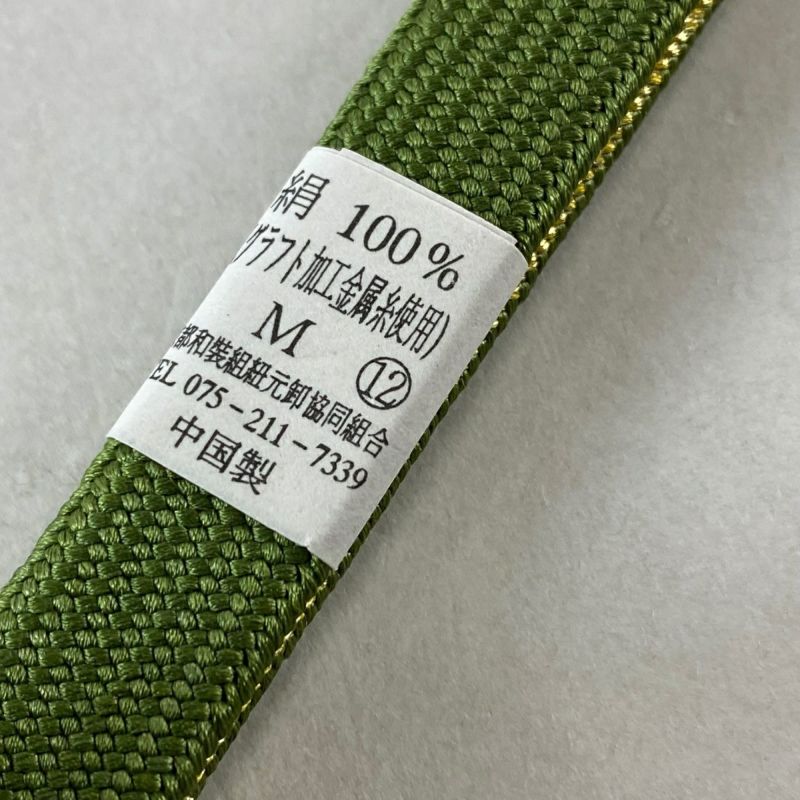 絹 100%
グラフト加工金属糸使用)
M ⑫
都和装組紐元卸協同組合
EL 075-211-7339
中国製